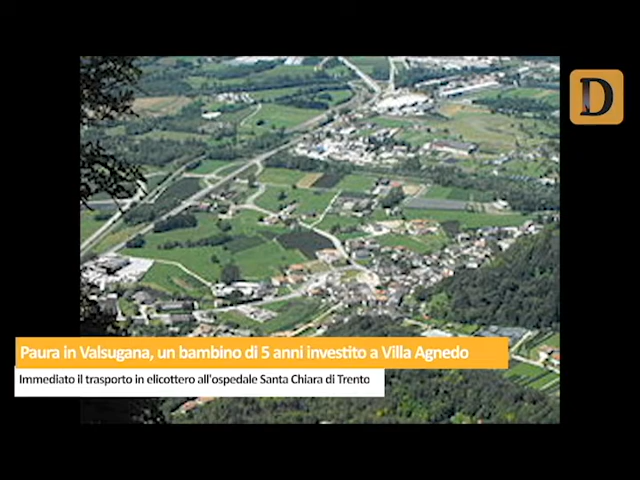 D
Paura in Valsugana, un bambino di 5 anni investito a Villa Agnedo
Immediato il trasporto in elicottero all'ospedale Santa Chiara di Trento